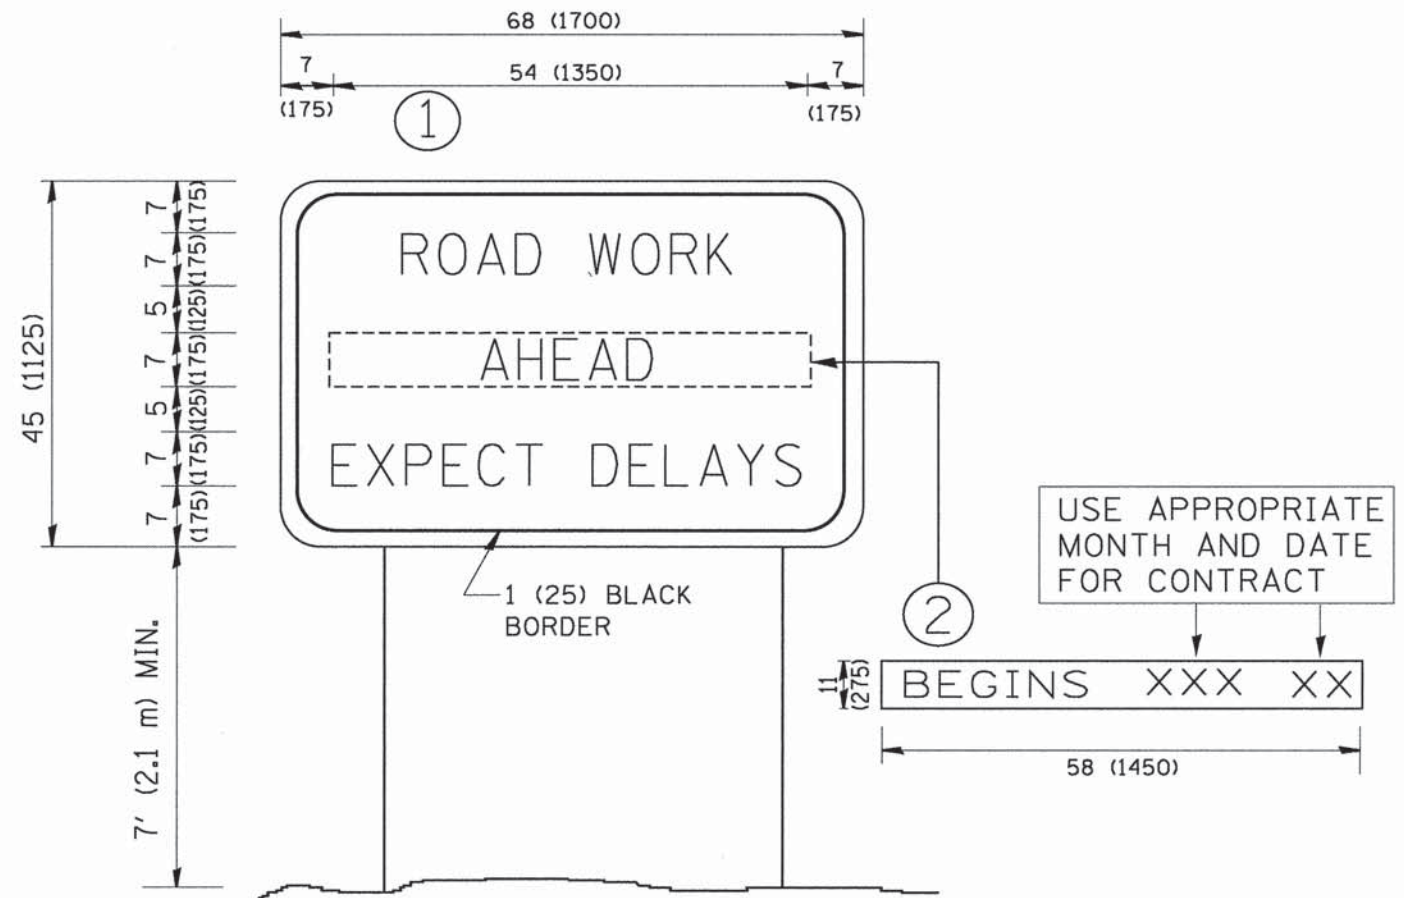 68 (1700)
7 54 (1350) 7
(175) (175)
1
45 (1125)
7 (175)
7 (175)
5 (125)
7 (175)
5 (125)
7 (175)
7 (175)
ROAD WORK
AHEAD
EXPECT DELAYS
1 (25) BLACK
BORDER
7' (2.1 m) MIN.
USE APPROPRIATE
MONTH AND DATE
FOR CONTRACT
2
11
(275)
BEGINS XXX XX
58 (1450)